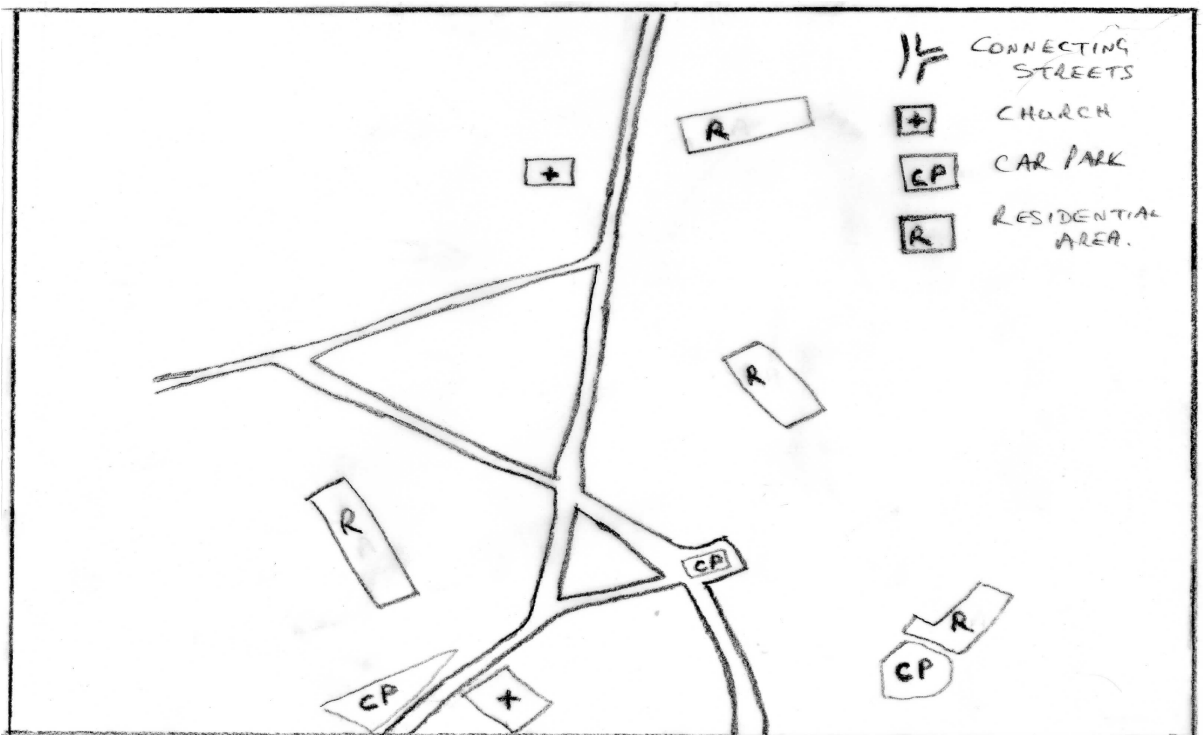 CONNECTING
STREETS
+ CHURCH
CP CAR PARK
R RESIDENTIAL
AREA.
R
+
R
R
CP
R
CP
CP
+